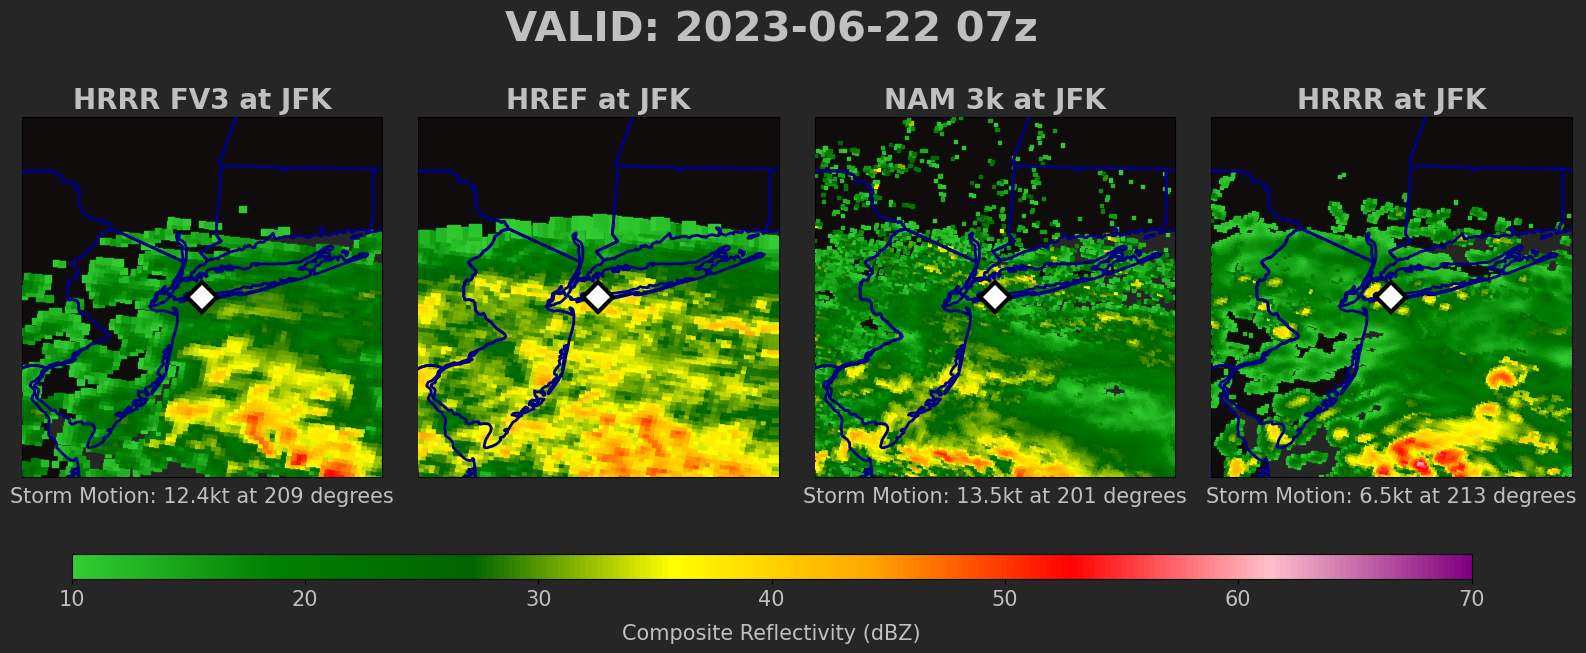 VALID: 2023-06-22 07z
HRRR FV3 at JFK
HREF at JFK
NAM 3k at JFK
HRRR at JFK
Storm Motion: 12.4kt at 209 degrees
Storm Motion: 13.5kt at 201 degrees
Storm Motion: 6.5kt at 213 degrees
10 20 30 40 50 60 70
Composite Reflectivity (dBZ)